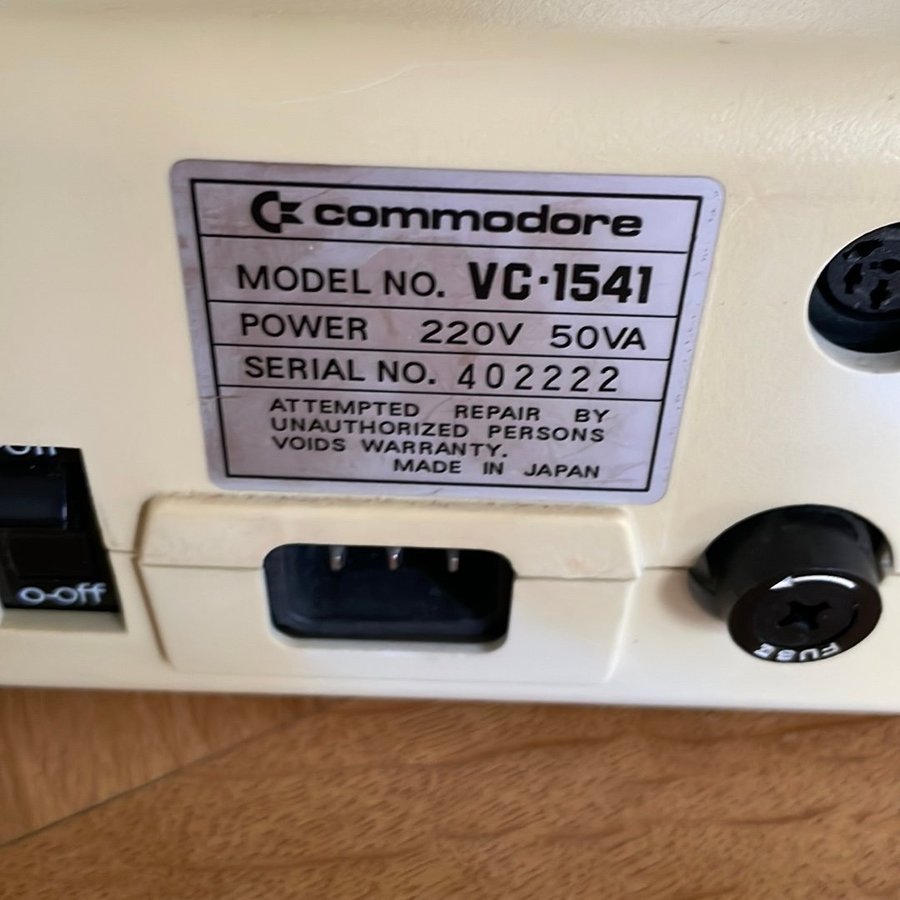 commodore
MODEL NO. VC-1541
POWER 220V 50VA
SERIAL NO. 402222
ATTEMPTED REPAIR BY
UNAUTHORIZED PERSONS
VOIDS WARRANTY.
MADE IN JAPAN
o-off
FUSE